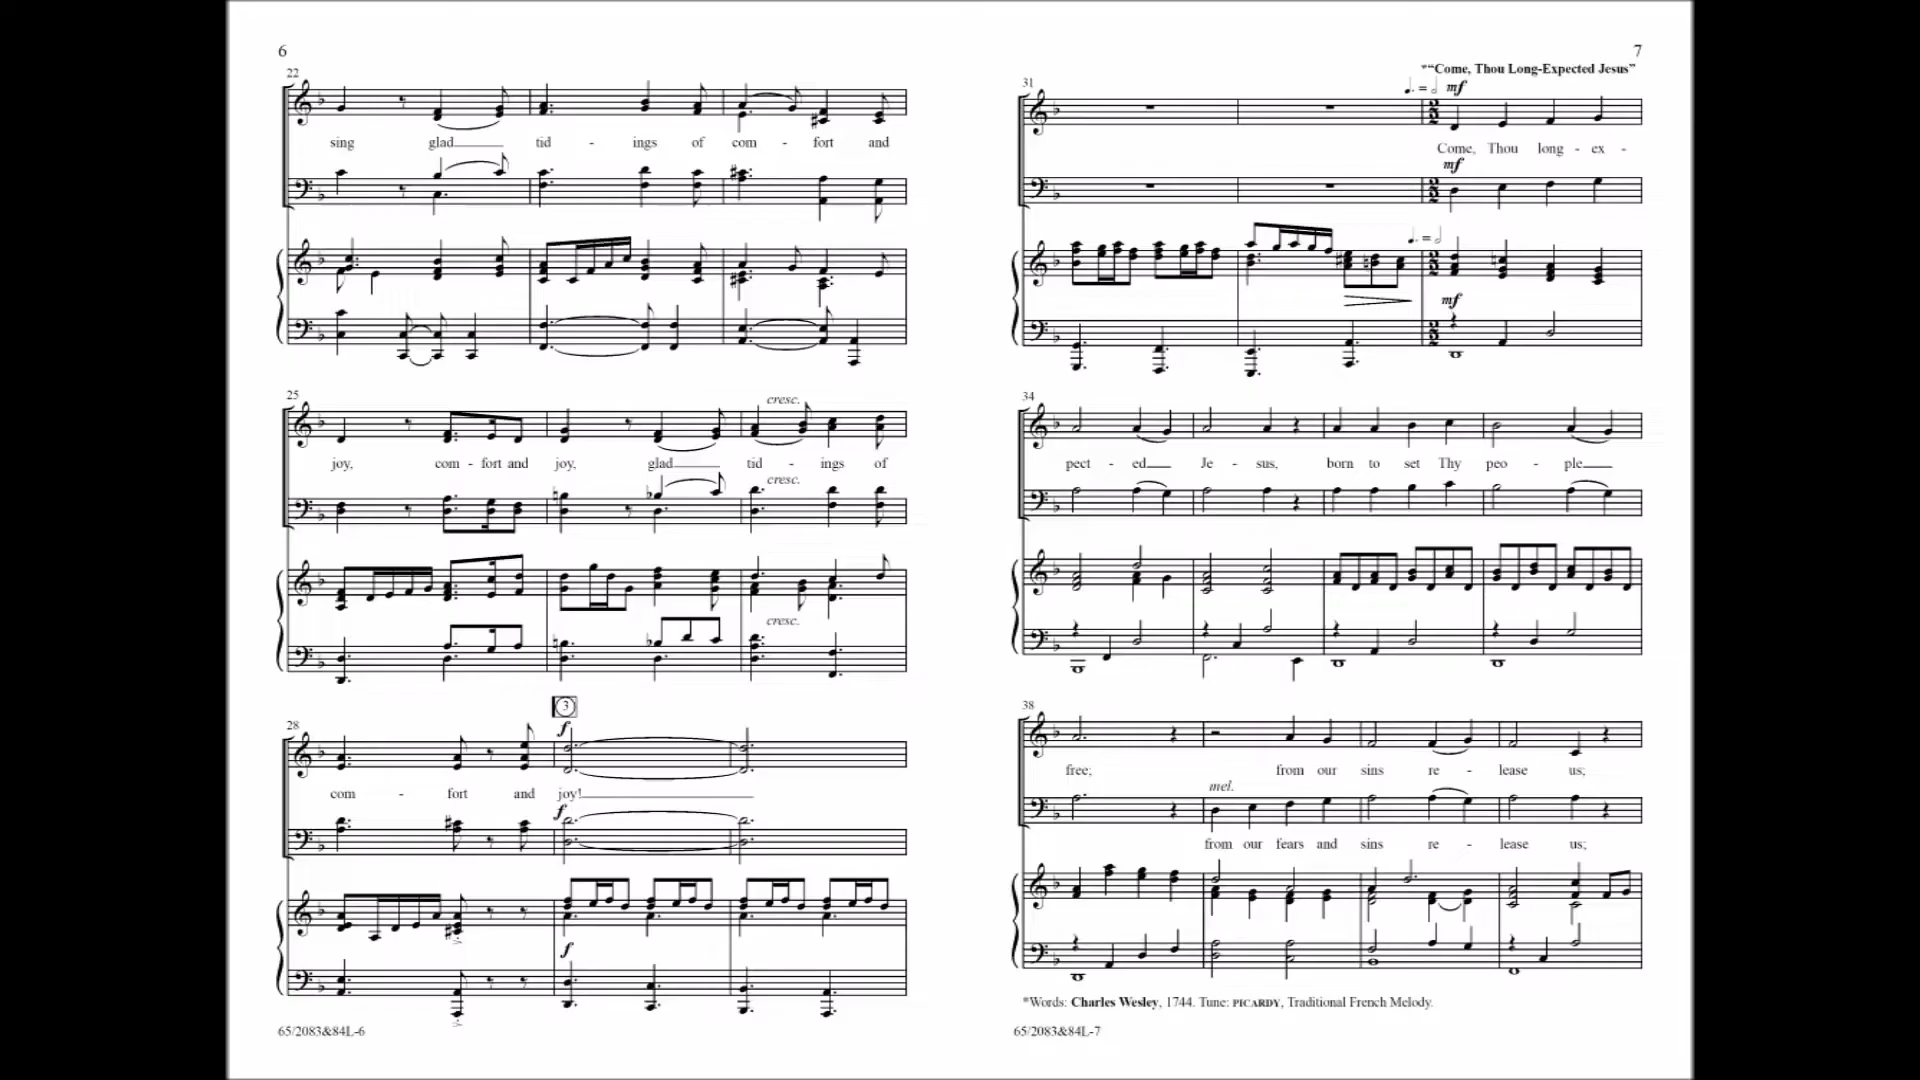 6
22
sing glad tid - ings of com - fort and
25
cresc.
joy, com - fort and joy, glad tid - ings of
cresc.
cresc.
28
3
f
com - fort and joy!
f
f
65/2083&84L-6
7
*“Come, Thou Long-Expected Jesus”
31
mf
Come, Thou long - ex -
mf
mf
34
pect - ed Je - sus, born to set Thy peo - ple
38
free; from our sins re - lease us;
mel.
from our fears and sins re - lease us;
*Words: Charles Wesley, 1744. Tune: PICARDY, Traditional French Melody.
65/2083&84L-7